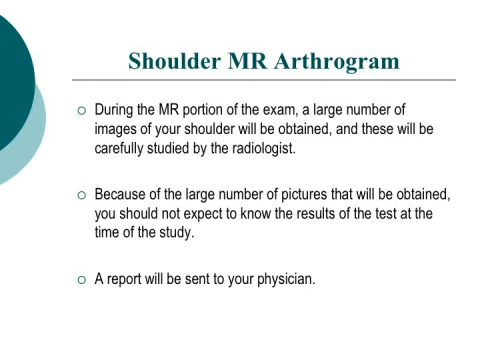 Shoulder MR Arthrogram
During the MR portion of the exam, a large number of
images of your shoulder will be obtained, and these will be
carefully studied by the radiologist.
Because of the large number of pictures that will be obtained,
you should not expect to know the results of the test at the
time of the study.
A report will be sent to your physician.